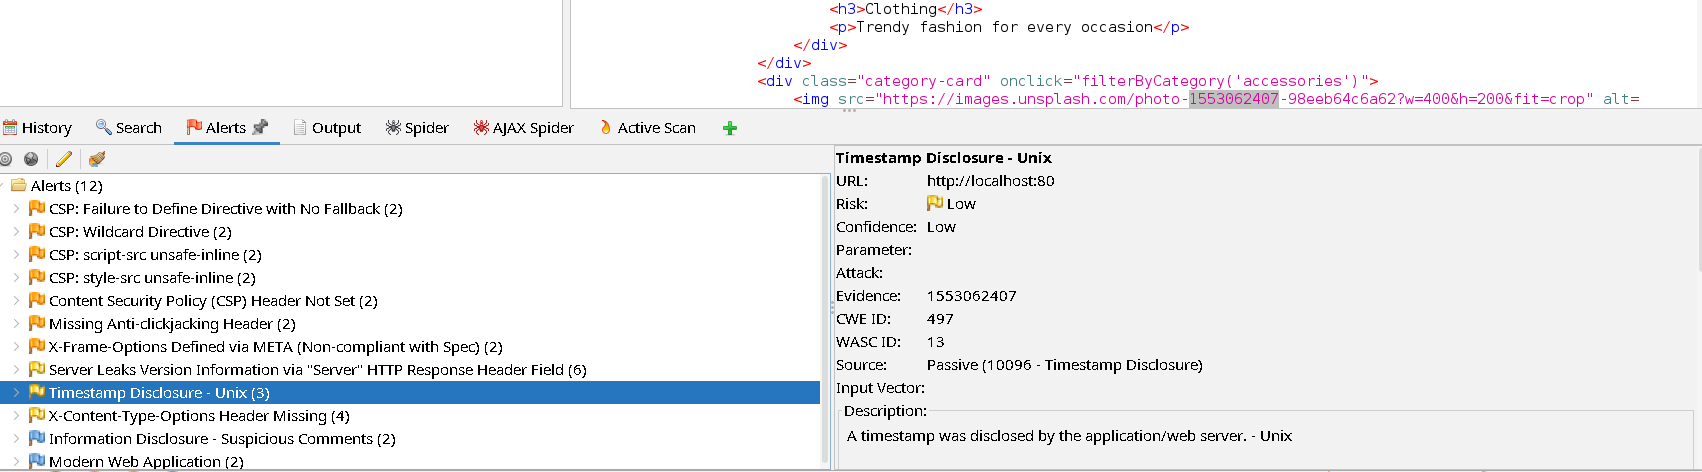 <h3>Clothing</h3>
<p>Trendy fashion for every occasion</p>
</div>
</div>
<div class="category-card" onclick="filterByCategory('accessories')">
<img src="https://images.unsplash.com/photo-1553062407-98eeb64c6a62?w=400&h=200&fit=crop" alt=
History Search Alerts Output Spider AJAX Spider Active Scan
Alerts (12)
CSP: Failure to Define Directive with No Fallback (2)
CSP: Wildcard Directive (2)
CSP: script-src unsafe-inline (2)
CSP: style-src unsafe-inline (2)
Content Security Policy (CSP) Header Not Set (2)
Missing Anti-clickjacking Header (2)
X-Frame-Options Defined via META (Non-compliant with Spec) (2)
Server Leaks Version Information via "Server" HTTP Response Header Field (6)
Timestamp Disclosure - Unix (3)
X-Content-Type-Options Header Missing (4)
Information Disclosure - Suspicious Comments (2)
Modern Web Application (2)
Timestamp Disclosure - Unix
URL: http://localhost:80
Risk: Low
Confidence: Low
Parameter:
Attack:
Evidence: 1553062407
CWE ID: 497
WASC ID: 13
Source: Passive (10096 - Timestamp Disclosure)
Input Vector:
Description:
A timestamp was disclosed by the application/web server. - Unix